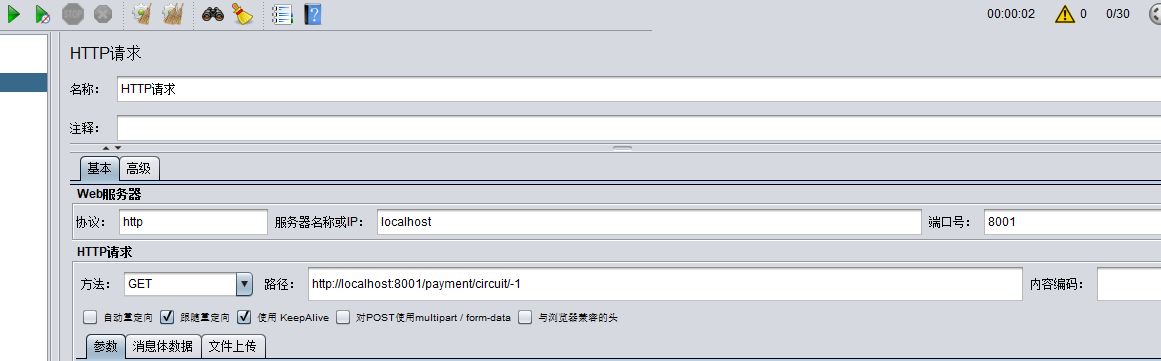 STOP
00:00:02 0 0/30
HTTP请求
名称： HTTP请求
注释：
基本 高级
Web服务器
协议： http 服务器名称或IP： localhost 端口号： 8001
HTTP请求
方法： GET 路径： http://localhost:8001/payment/circuit/-1 内容编码：
自动重定向 跟随重定向 使用 KeepAlive 对POST使用multipart / form-data 与浏览器兼容的头
参数 消息体数据 文件上传